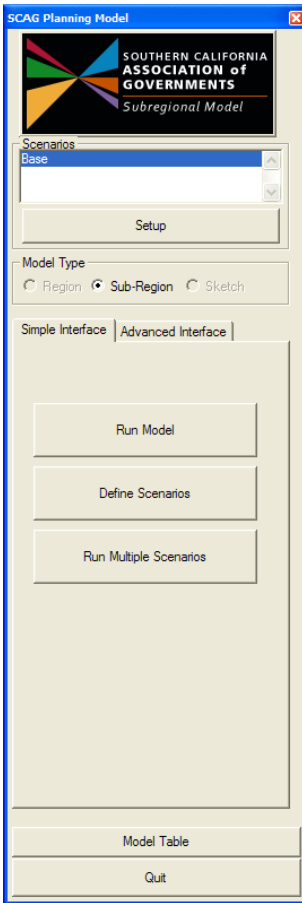 SCAG Planning Model
SOUTHERN CALIFORNIA
ASSOCIATION of
GOVERNMENTS
Subregional Model
Scenarios
Base
Setup
Model Type
Region Sub-Region Sketch
Simple Interface Advanced Interface
Run Model
Define Scenarios
Run Multiple Scenarios
Model Table
Quit